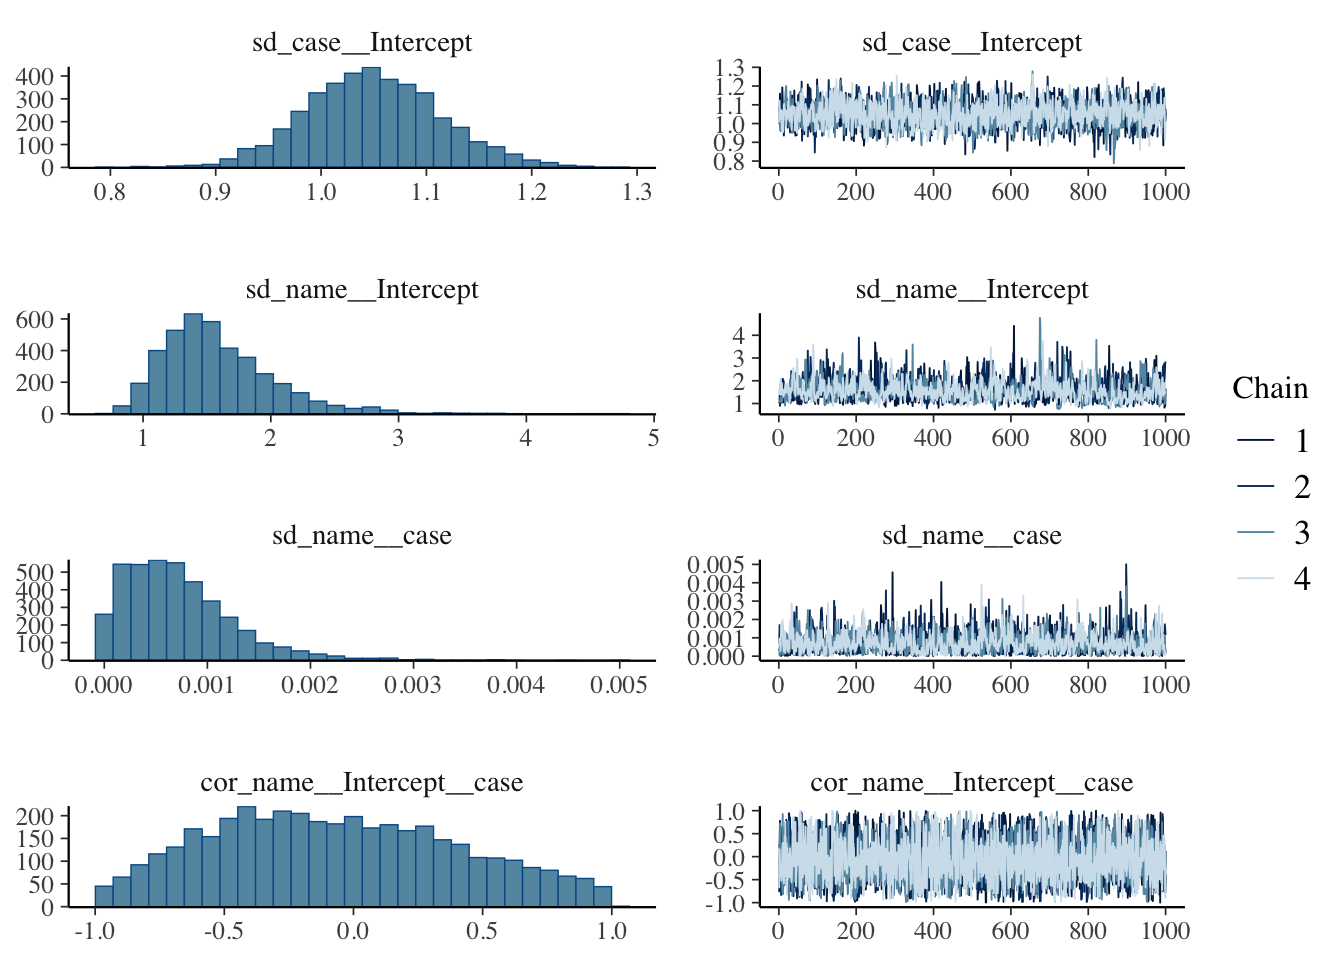 sd_case__Intercept
400
300
200
100
0
0.8 0.9 1.0 1.1 1.2 1.3
sd_case__Intercept
1.3
1.2
1.1
1.0
0.9
0.8
0 200 400 600 800 1000
sd_name__Intercept
600
400
200
0
1 2 3 4 5
sd_name__Intercept
4
3
2
1
0 200 400 600 800 1000
sd_name__case
500
400
300
200
100
0
0.000 0.001 0.002 0.003 0.004 0.005
sd_name__case
0.005
0.004
0.003
0.002
0.001
0.000
0 200 400 600 800 1000
cor_name__Intercept__case
200
150
100
50
0
-1.0 -0.5 0.0 0.5 1.0
cor_name__Intercept__case
1.0
0.5
0.0
-0.5
-1.0
0 200 400 600 800 1000
Chain
1
2
3
4